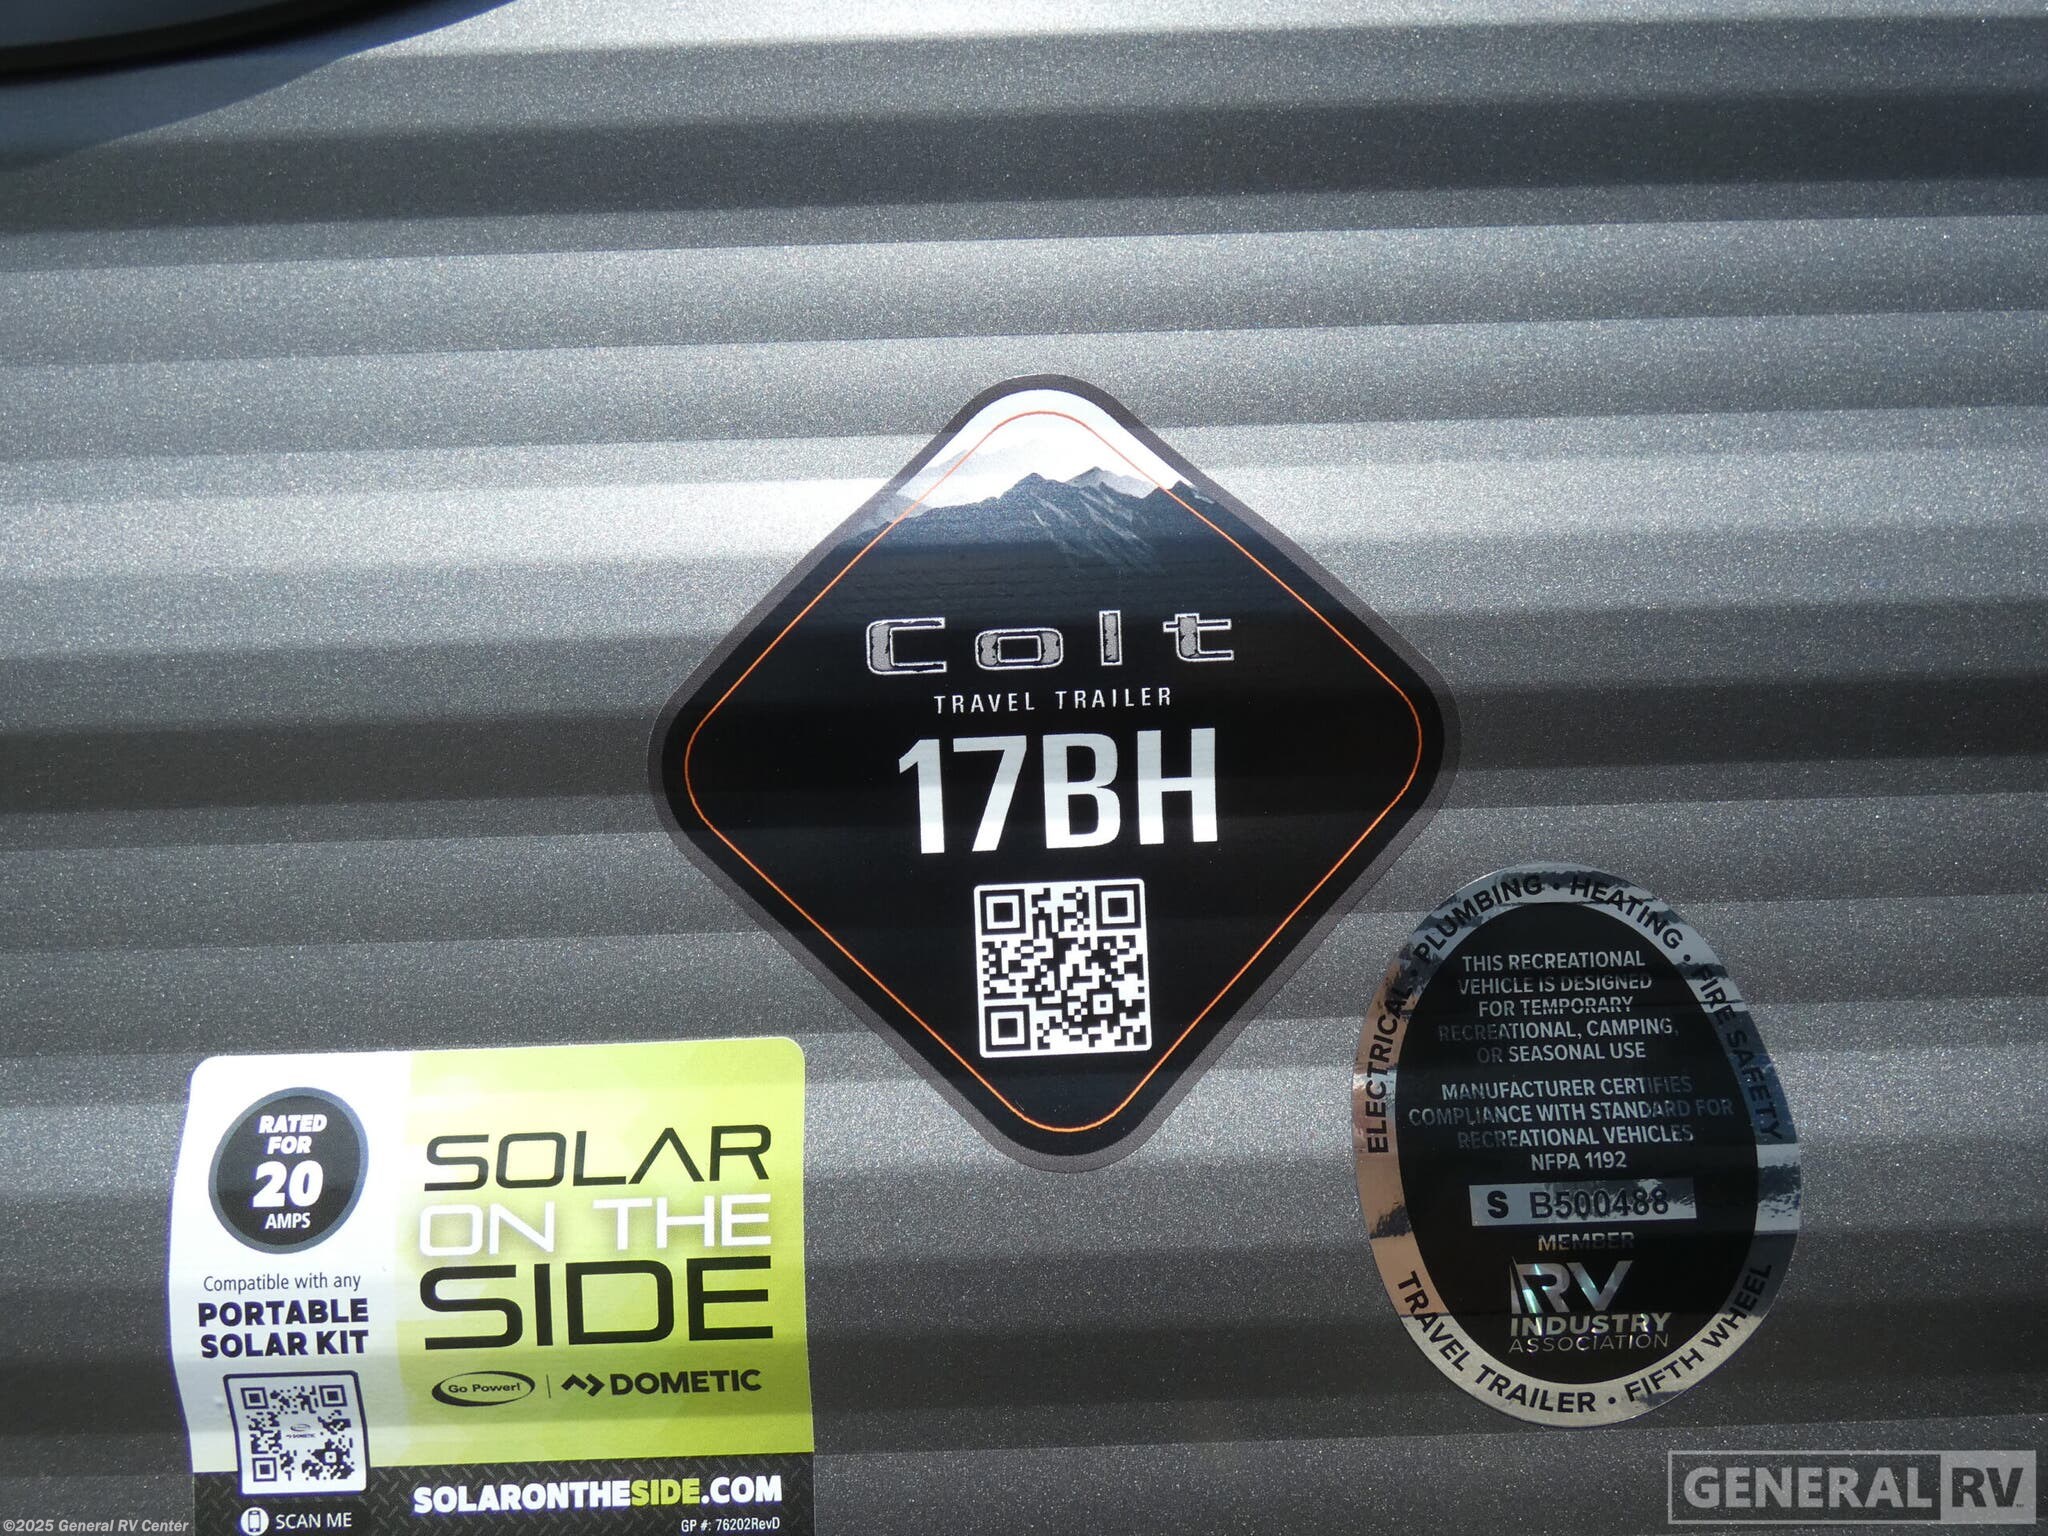 Colt
TRAVEL TRAILER
17BH
RATED
FOR
20
AMPS
Compatible with any
PORTABLE
SOLAR KIT
DOMETIC
SCAN ME
SOLAR
ON THE
SIDE
Go Power! | DOMETIC
SOLARONTHESIDE.COM
GP #: 76202RevD
ELECTRICAL • PLUMBING • HEATING • FIRE SAFETY
THIS RECREATIONAL
VEHICLE IS DESIGNED
FOR TEMPORARY
RECREATIONAL, CAMPING,
OR SEASONAL USE
MANUFACTURER CERTIFIES
COMPLIANCE WITH STANDARD FOR
RECREATIONAL VEHICLES
NFPA 1192
S B500488
MEMBER
RV
INDUSTRY
ASSOCIATION
TRAVEL TRAILER • FIFTH WHEEL
©2025 General RV Center
GENERAL RV